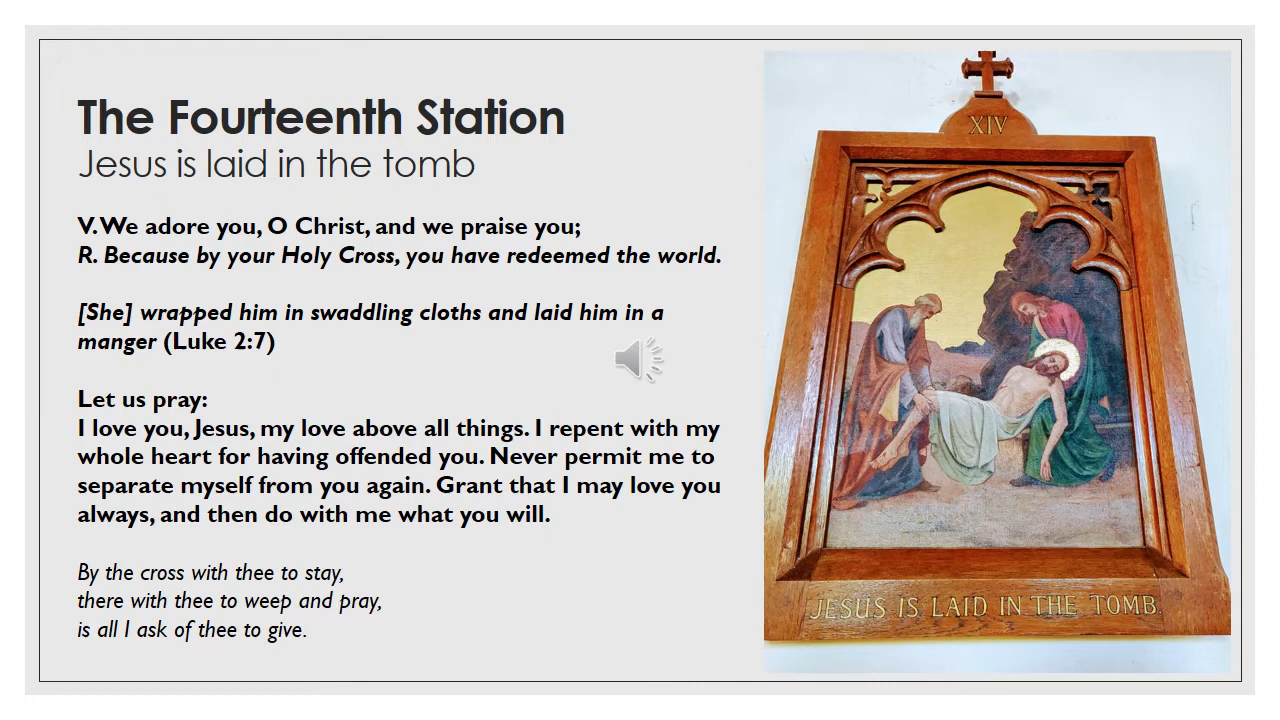 The Fourteenth Station
Jesus is laid in the tomb
V. We adore you, O Christ, and we praise you;
R. Because by your Holy Cross, you have redeemed the world.
[She] wrapped him in swaddling cloths and laid him in a
manger (Luke 2:7)
Let us pray:
I love you, Jesus, my love above all things. I repent with my
whole heart for having offended you. Never permit me to
separate myself from you again. Grant that I may love you
always, and then do with me what you will.
By the cross with thee to stay,
there with thee to weep and pray,
is all I ask of thee to give.
XIV
JESUS IS LAID IN THE TOMB.